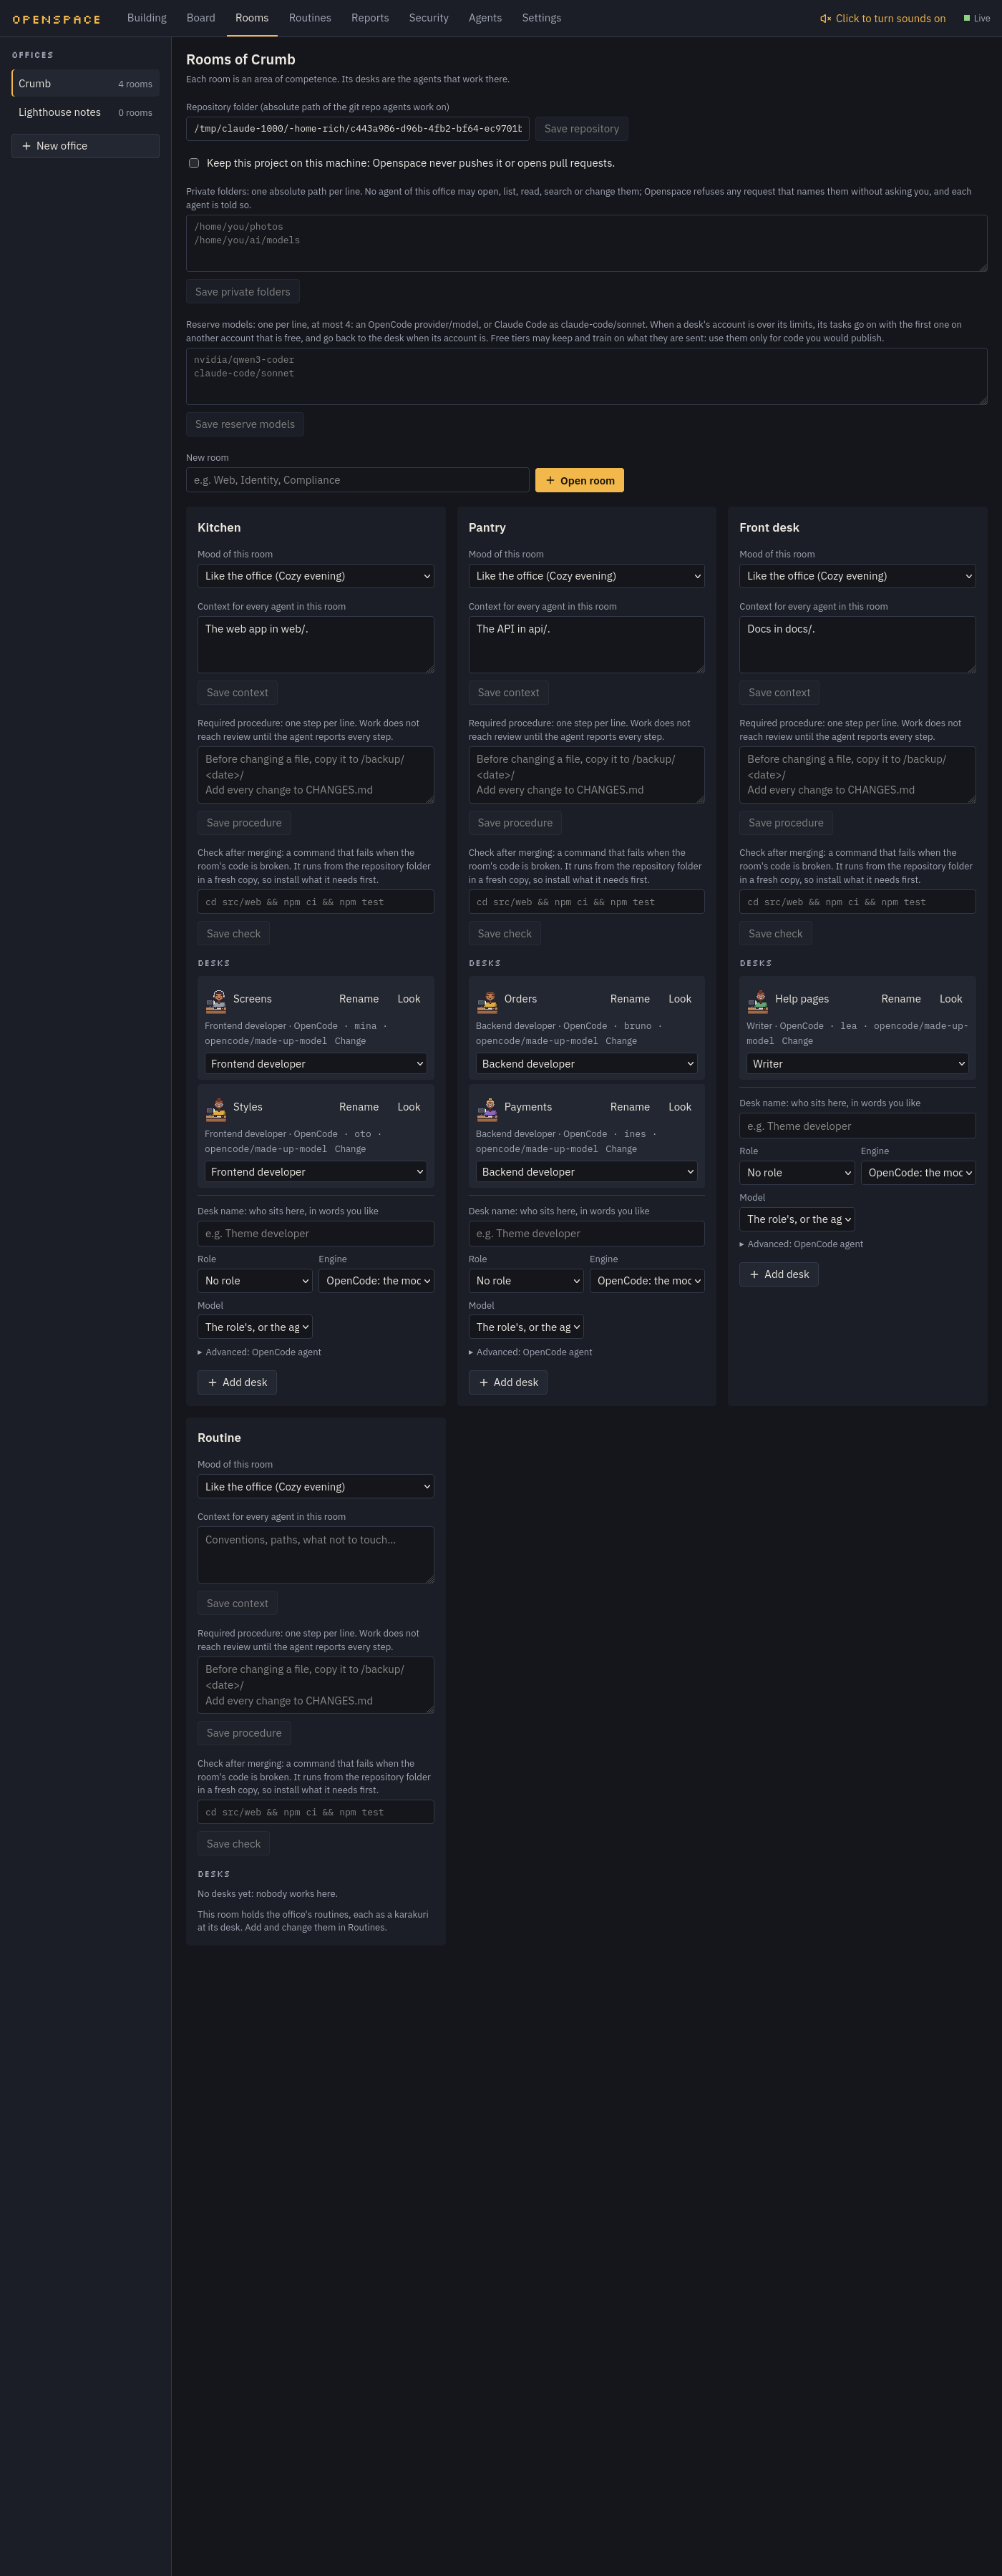 OPENSPACE
Building
Board
Rooms
Routines
Reports
Security
Agents
Settings
Click to turn sounds on
Live
OFFICES
Crumb
4 rooms
Lighthouse notes
0 rooms
+ New office
Rooms of Crumb
Each room is an area of competence. Its desks are the agents that work there.
Repository folder (absolute path of the git repo agents work on)
/tmp/claude-1000/-home-rich/c443a986-d96b-4fb2-bf64-ec9701b
Save repository
Keep this project on this machine: Openspace never pushes it or opens pull requests.
Private folders: one absolute path per line. No agent of this office may open, list, read, search or change them; Openspace refuses any request that names them without asking you, and each
agent is told so.
/home/you/photos
/home/you/ai/models
Save private folders
Reserve models: one per line, at most 4: an OpenCode provider/model, or Claude Code as claude-code/sonnet. When a desk's account is over its limits, its tasks go on with the first one on
another account that is free, and go back to the desk when its account is. Free tiers may keep and train on what they are sent: use them only for code you would publish.
nvidia/qwen3-coder
claude-code/sonnet
Save reserve models
New room
e.g. Web, Identity, Compliance
+ Open room
Kitchen
Mood of this room
Like the office (Cozy evening)
Context for every agent in this room
The web app in web/.
Save context
Required procedure: one step per line. Work does not
reach review until the agent reports every step.
Before changing a file, copy it to /backup/
<date>/
Add every change to CHANGES.md
Save procedure
Check after merging: a command that fails when the
room's code is broken. It runs from the repository folder
in a fresh copy, so install what it needs first.
cd src/web && npm ci && npm test
Save check
DESKS
Screens
Rename
Look
Frontend developer · OpenCode · mina ·
opencode/made-up-model Change
Frontend developer
Styles
Rename
Look
Frontend developer · OpenCode · oto ·
opencode/made-up-model Change
Frontend developer
Desk name: who sits here, in words you like
e.g. Theme developer
Role
Engine
No role
OpenCode: the moc
Model
The role's, or the ag
▸ Advanced: OpenCode agent
+ Add desk
Pantry
Mood of this room
Like the office (Cozy evening)
Context for every agent in this room
The API in api/.
Save context
Required procedure: one step per line. Work does not
reach review until the agent reports every step.
Before changing a file, copy it to /backup/
<date>/
Add every change to CHANGES.md
Save procedure
Check after merging: a command that fails when the
room's code is broken. It runs from the repository folder
in a fresh copy, so install what it needs first.
cd src/web && npm ci && npm test
Save check
DESKS
Orders
Rename
Look
Backend developer · OpenCode · bruno ·
opencode/made-up-model Change
Backend developer
Payments
Rename
Look
Backend developer · OpenCode · ines ·
opencode/made-up-model Change
Backend developer
Desk name: who sits here, in words you like
e.g. Theme developer
Role
Engine
No role
OpenCode: the moc
Model
The role's, or the ag
▸ Advanced: OpenCode agent
+ Add desk
Front desk
Mood of this room
Like the office (Cozy evening)
Context for every agent in this room
Docs in docs/.
Save context
Required procedure: one step per line. Work does not
reach review until the agent reports every step.
Before changing a file, copy it to /backup/
<date>/
Add every change to CHANGES.md
Save procedure
Check after merging: a command that fails when the
room's code is broken. It runs from the repository folder
in a fresh copy, so install what it needs first.
cd src/web && npm ci && npm test
Save check
DESKS
Help pages
Rename
Look
Writer · OpenCode · lea · opencode/made-up-
model Change
Writer
Desk name: who sits here, in words you like
e.g. Theme developer
Role
Engine
No role
OpenCode: the moc
Model
The role's, or the ag
▸ Advanced: OpenCode agent
+ Add desk
Routine
Mood of this room
Like the office (Cozy evening)
Context for every agent in this room
Conventions, paths, what not to touch...
Save context
Required procedure: one step per line. Work does not
reach review until the agent reports every step.
Before changing a file, copy it to /backup/
<date>/
Add every change to CHANGES.md
Save procedure
Check after merging: a command that fails when the
room's code is broken. It runs from the repository folder
in a fresh copy, so install what it needs first.
cd src/web && npm ci && npm test
Save check
DESKS
No desks yet: nobody works here.
This room holds the office's routines, each as a karakuri
at its desk. Add and change them in Routines.